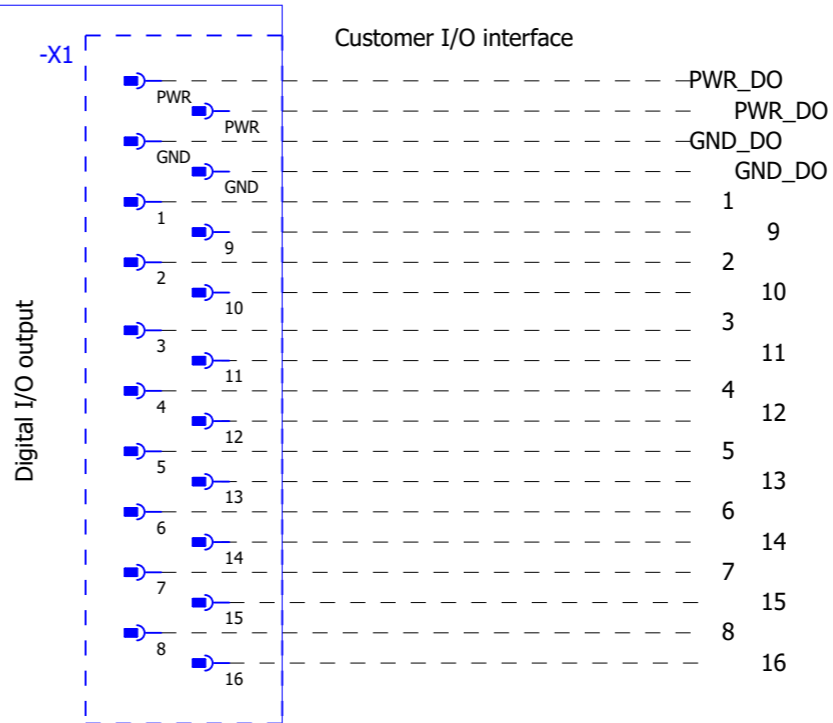 Customer I/O interface
-X1
Digital I/O output
PWR PWR_DO
PWR PWR_DO
GND GND_DO
GND GND_DO
1 1
9 9
2 2
10 10
3 3
11 11
4 4
12 12
5 5
13 13
6 6
14 14
7 7
15 15
8 8
16 16